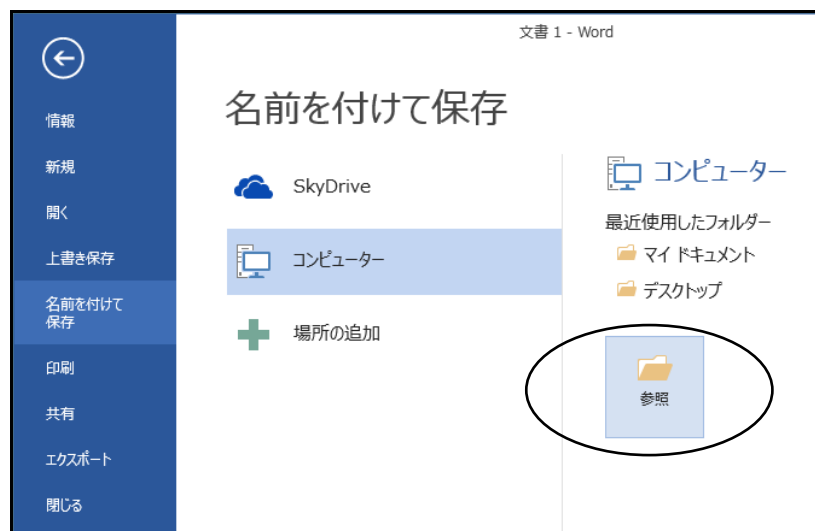 文書 1 - Word
情報
新規
開く
上書き保存
名前を付けて
保存
印刷
共有
エクスポート
閉じる
名前を付けて保存
SkyDrive
コンピューター
場所の追加
コンピューター
最近使用したフォルダー
マイ ドキュメント
デスクトップ
参照